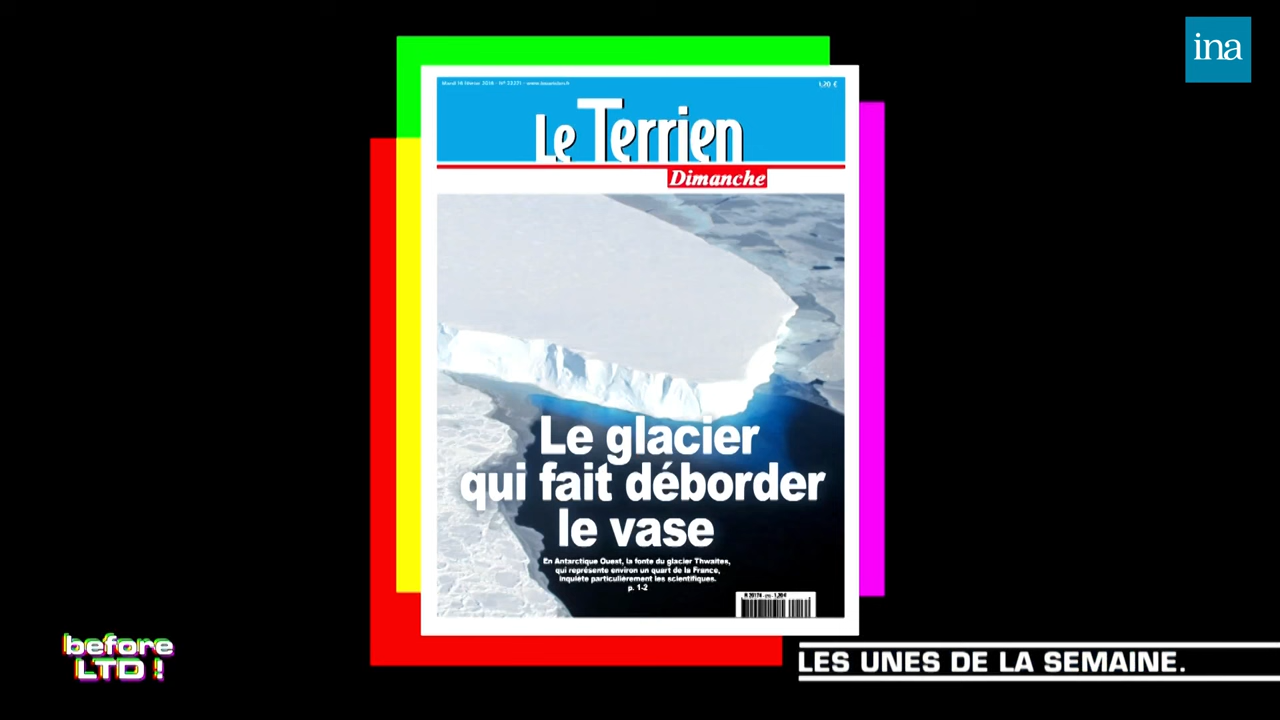 ina
1,20 €
Le Terrien
Dimanche
Le glacier
qui fait déborder
le vase
En Antarctique Ouest, la fonte du glacier Thwaites,
qui représente environ un quart de la France,
inquiète particulièrement les scientifiques.
p. 1-2
before
LTD !
LES UNES DE LA SEMAINE.